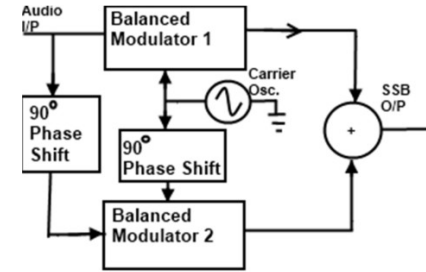 Audio
I/P
Balanced
Modulator 1
Carrier
Osc.
SSB
O/P
90°
Phase
Shift
90°
Phase Shift
+
Balanced
Modulator 2